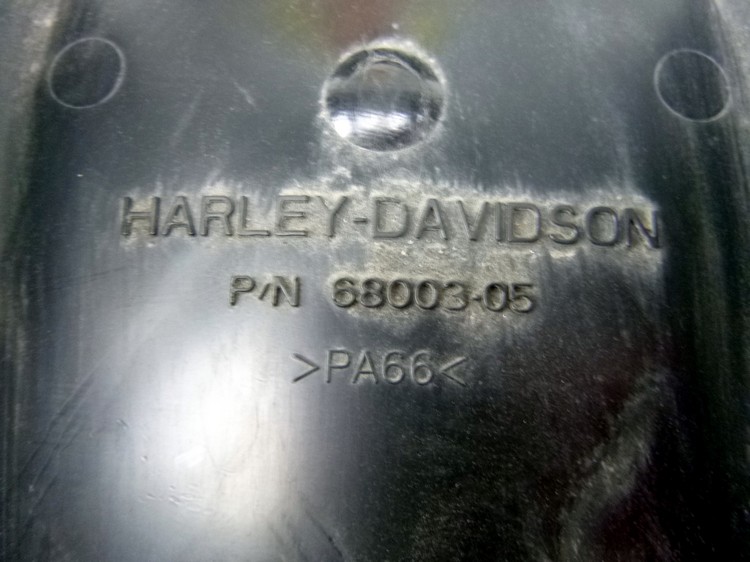 HARLEY-DAVIDSON
P/N 68003-05
>PA66<